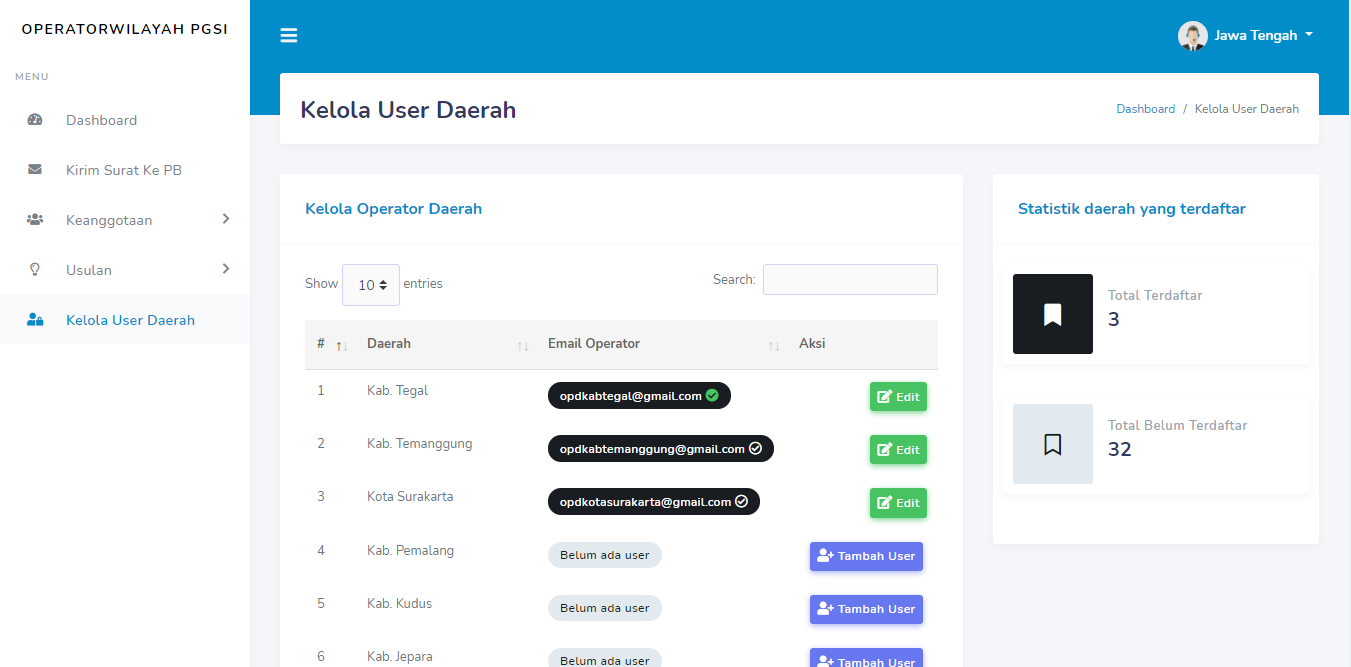 OPERATORWILAYAH PGSI
MENU
Dashboard
Kirim Surat Ke PB
Keanggotaan
Usulan
Kelola User Daerah
Jawa Tengah
Kelola User Daerah
Dashboard / Kelola User Daerah
Kelola Operator Daerah
Show 10 entries
Search:
# Daerah Email Operator Aksi
1 Kab. Tegal opdkabtegal@gmail.com Edit
2 Kab. Temanggung opdkabtemanggung@gmail.com Edit
3 Kota Surakarta opdkotasurakarta@gmail.com Edit
4 Kab. Pemalang Belum ada user Tambah User
5 Kab. Kudus Belum ada user Tambah User
6 Kab. Jepara Belum ada user Tambah User
Statistik daerah yang terdaftar
Total Terdaftar
3
Total Belum Terdaftar
32